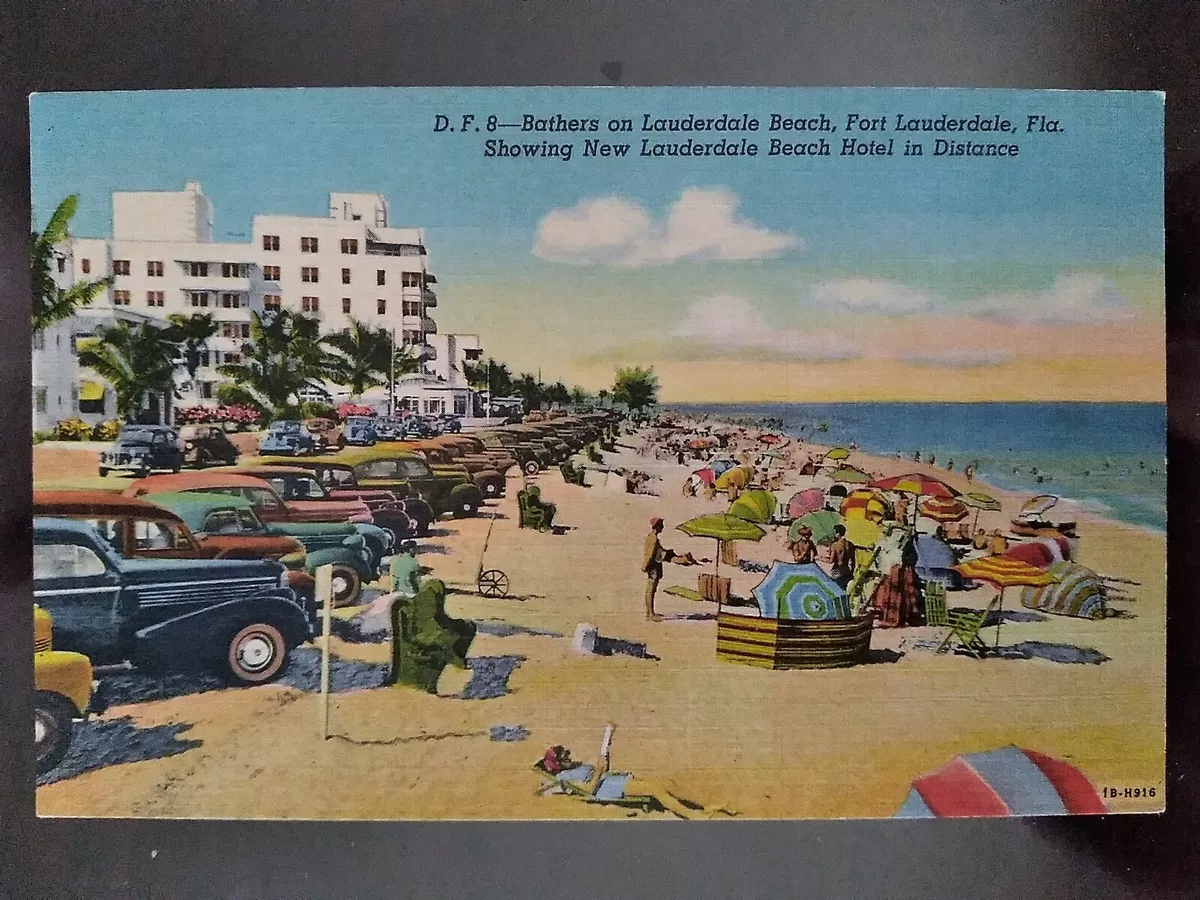 D. F. 8—Bathers on Lauderdale Beach, Fort Lauderdale, Fla.
Showing New Lauderdale Beach Hotel in Distance
1B-H916